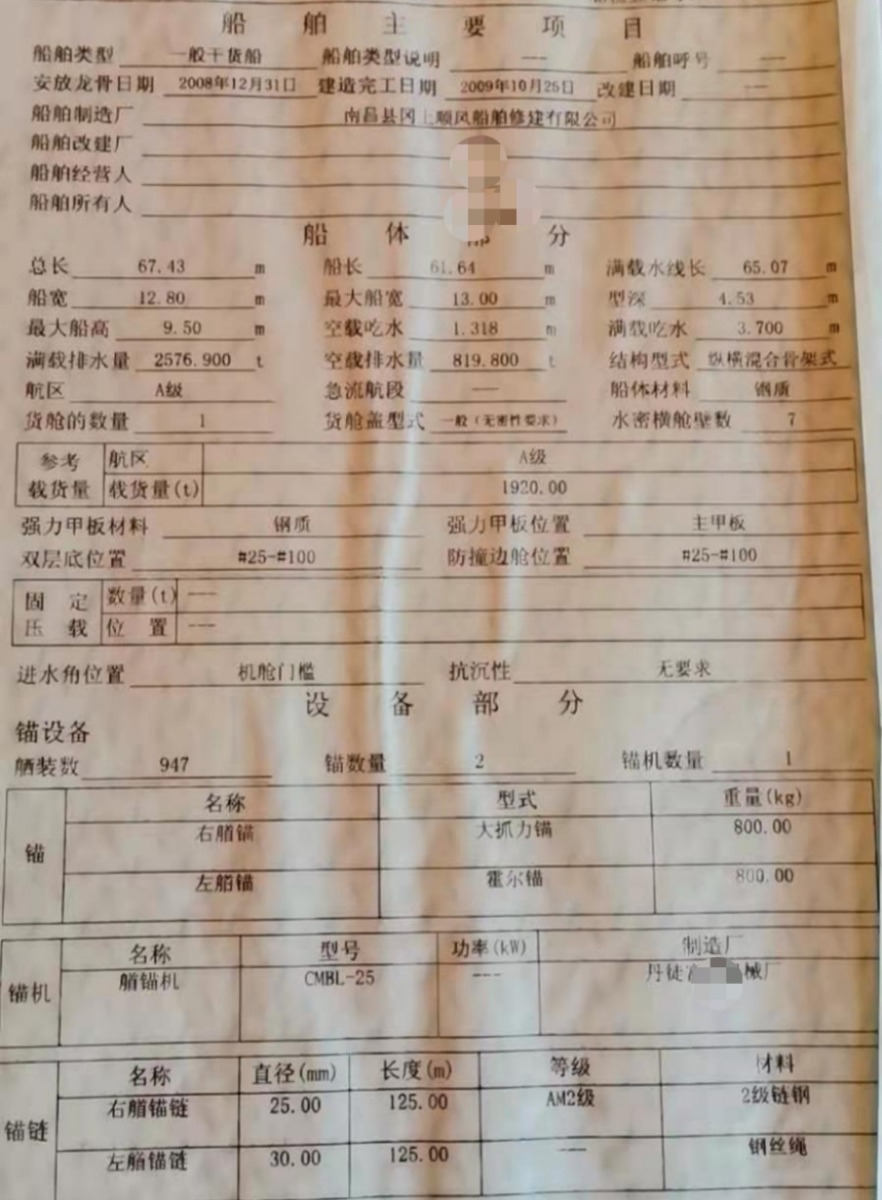 船舶主要项目
船舶类型 一般干货船 船舶类型说明 --- 船舶呼号 ---
安放龙骨日期 2008年12月31日 建造完工日期 2009年10月25日 改建日期 ---
船舶制造厂 南昌县冈上顺风船舶修建有限公司
船舶改建厂
船舶经营人
船舶所有人
船体部分
总长 67.43 m 船长 61.64 m 满载水线长 65.07 m
船宽 12.80 m 最大船宽 13.00 m 型深 4.53 m
最大船高 9.50 m 空载吃水 1.318 m 满载吃水 3.700 m
满载排水量 2576.900 t 空载排水量 819.800 t 结构型式 纵横混合骨架式
航区 A级 急流航段 --- 船体材料 钢质
货舱的数量 1 货舱盖型式 一般(无密性要求) 水密横舱壁数 7
参考 航区 A级
载货量 载货量(t) 1920.00
强力甲板材料 钢质 强力甲板位置 主甲板
双层底位置 #25-#100 防撞边舱位置 #25-#100
固定 数量(t) ---
压载 位置 ---
进水角位置 机舱门槛 抗沉性 无要求
设备部分
锚设备
舾装数 947 锚数量 2 锚机数量 1
锚 名称 型式 重量(kg)
右艏锚 大抓力锚 800.00
左艏锚 霍尔锚 800.00
锚机 名称 型号 功率(kW) 制造厂
艏锚机 CMBL-25 --- 丹徒 械厂
锚链 名称 直径(mm) 长度(m) 等级 材料
右艏锚链 25.00 125.00 AM2级 2级链钢
左艏锚链 30.00 125.00 --- 钢丝绳